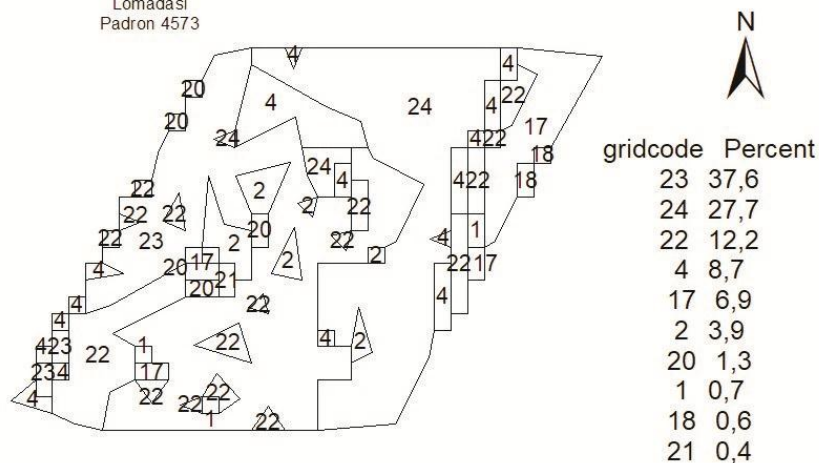 Lomadasi
Padron 4573
N
4
4
20
22
4 24 4
20 17
24 4 22
18
24
4 4 22 18
22 2
2 22
22 22
20 1
22 23 2 22 4
2
17 2 22 17
4 20
21
20
4
4 22
4
22 4 2
4 23 1
22
23 4 17
22
4 22
22
1 22
gridcode Percent
23 37,6
24 27,7
22 12,2
4 8,7
17 6,9
2 3,9
20 1,3
1 0,7
18 0,6
21 0,4